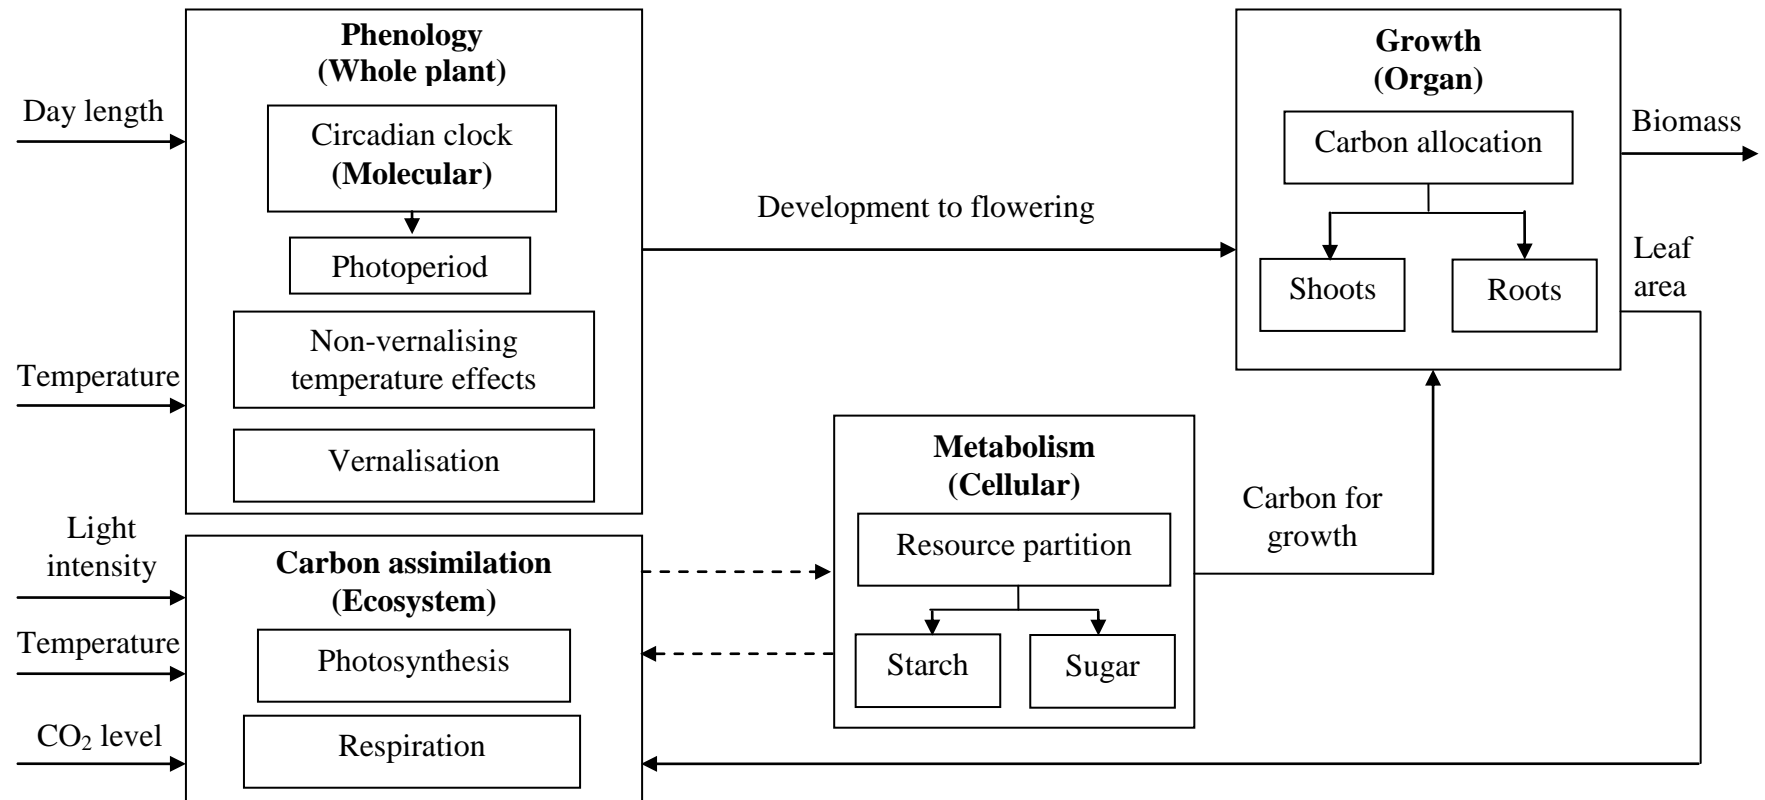 Phenology
(Whole plant)
Day length
Circadian clock
(Molecular)
Photoperiod
Non-vernalising
temperature effects
Temperature
Vernalisation
Development to flowering
Growth
(Organ)
Carbon allocation
Shoots
Roots
Biomass
Leaf
area
Metabolism
(Cellular)
Resource partition
Starch
Sugar
Carbon for
growth
Light
intensity
Temperature
CO₂ level
Carbon assimilation
(Ecosystem)
Photosynthesis
Respiration